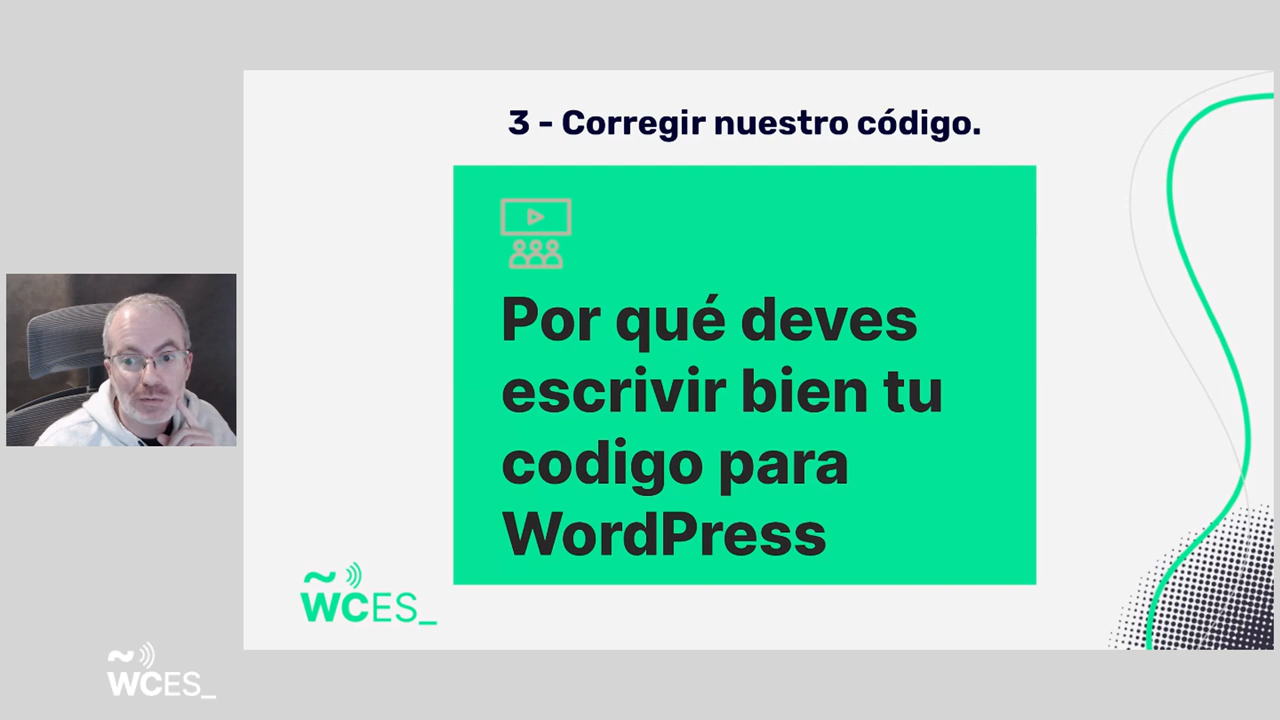 3 - Corregir nuestro código.
Por qué deves
escrivir bien tu
codigo para
WordPress
WCES_
WCES_